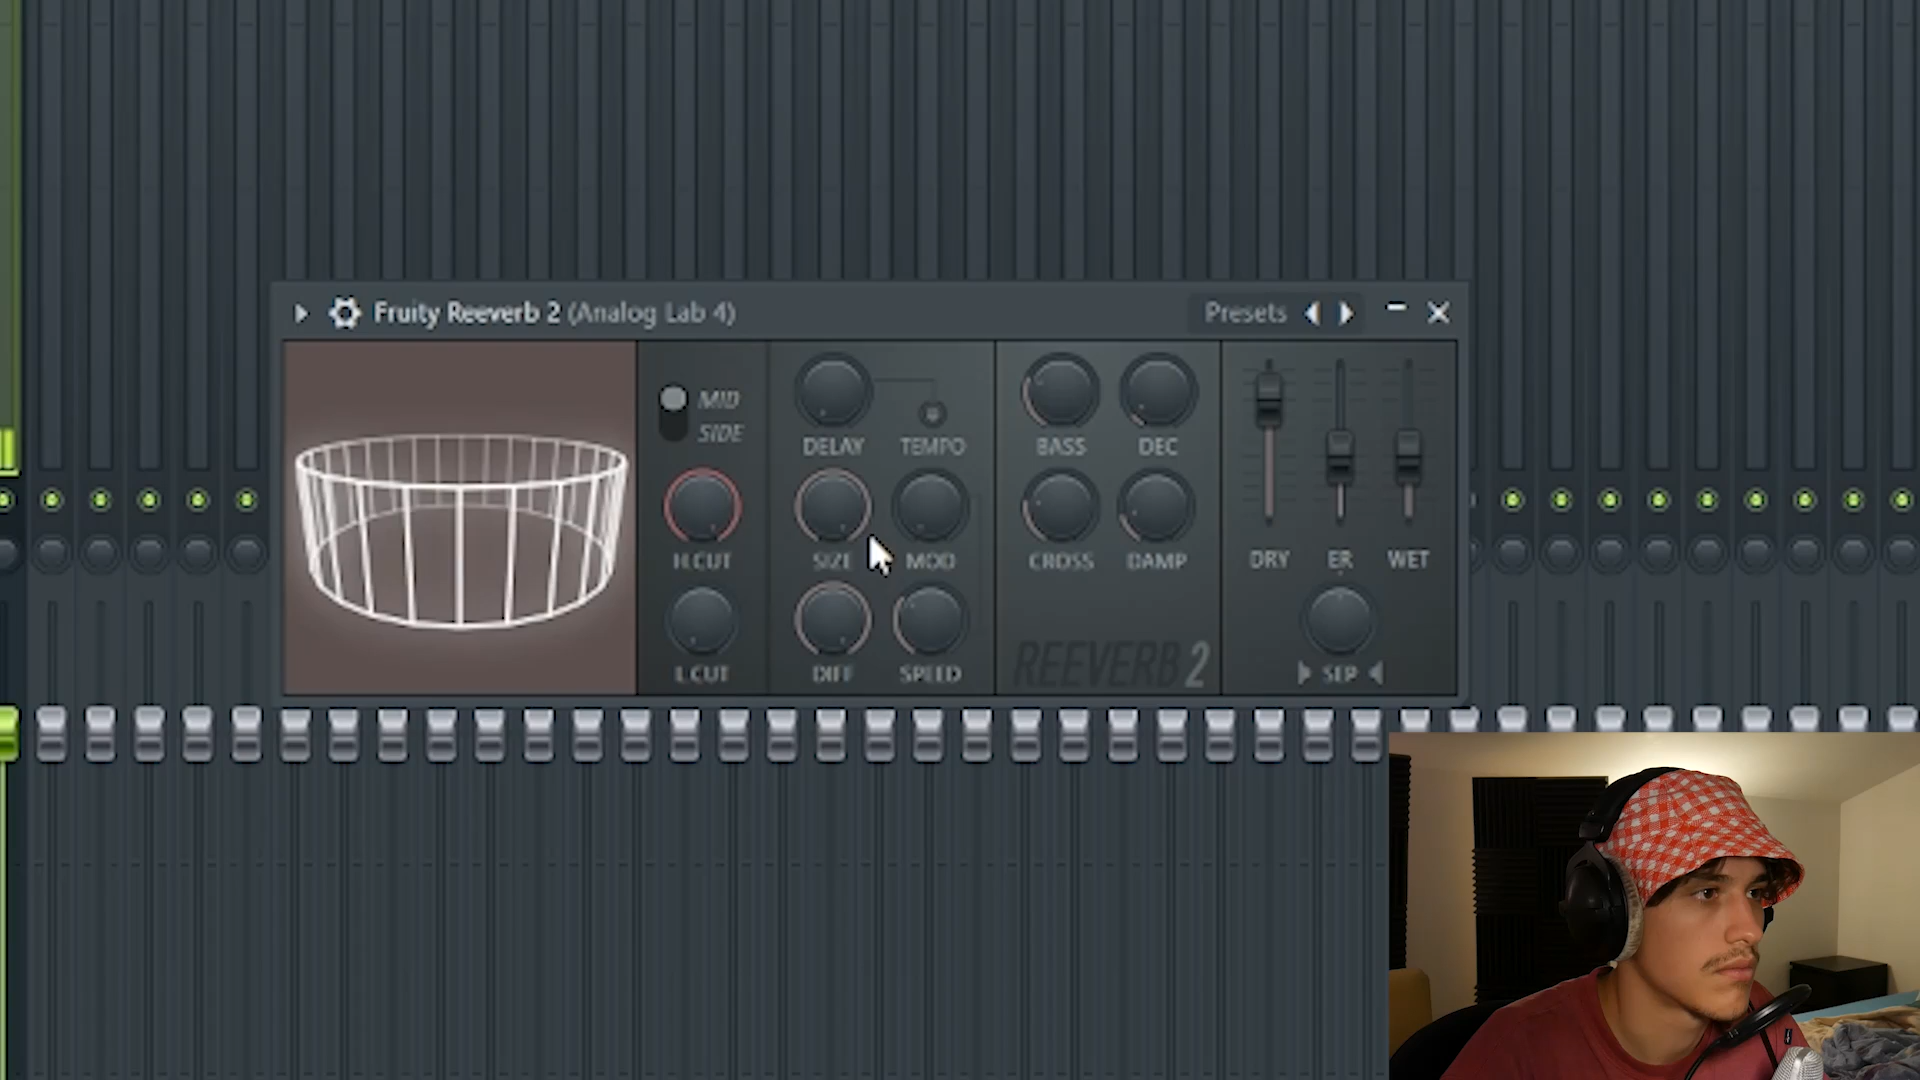 Fruity Reeverb 2 (Analog Lab 4)
Presets
MID
SIDE
DELAY
TEMPO
BASS
DEC
H.CUT
SIZE
MOD
CROSS
DAMP
DRY
ER
WET
L.CUT
DIFF
SPEED
REEVERB 2
SEP